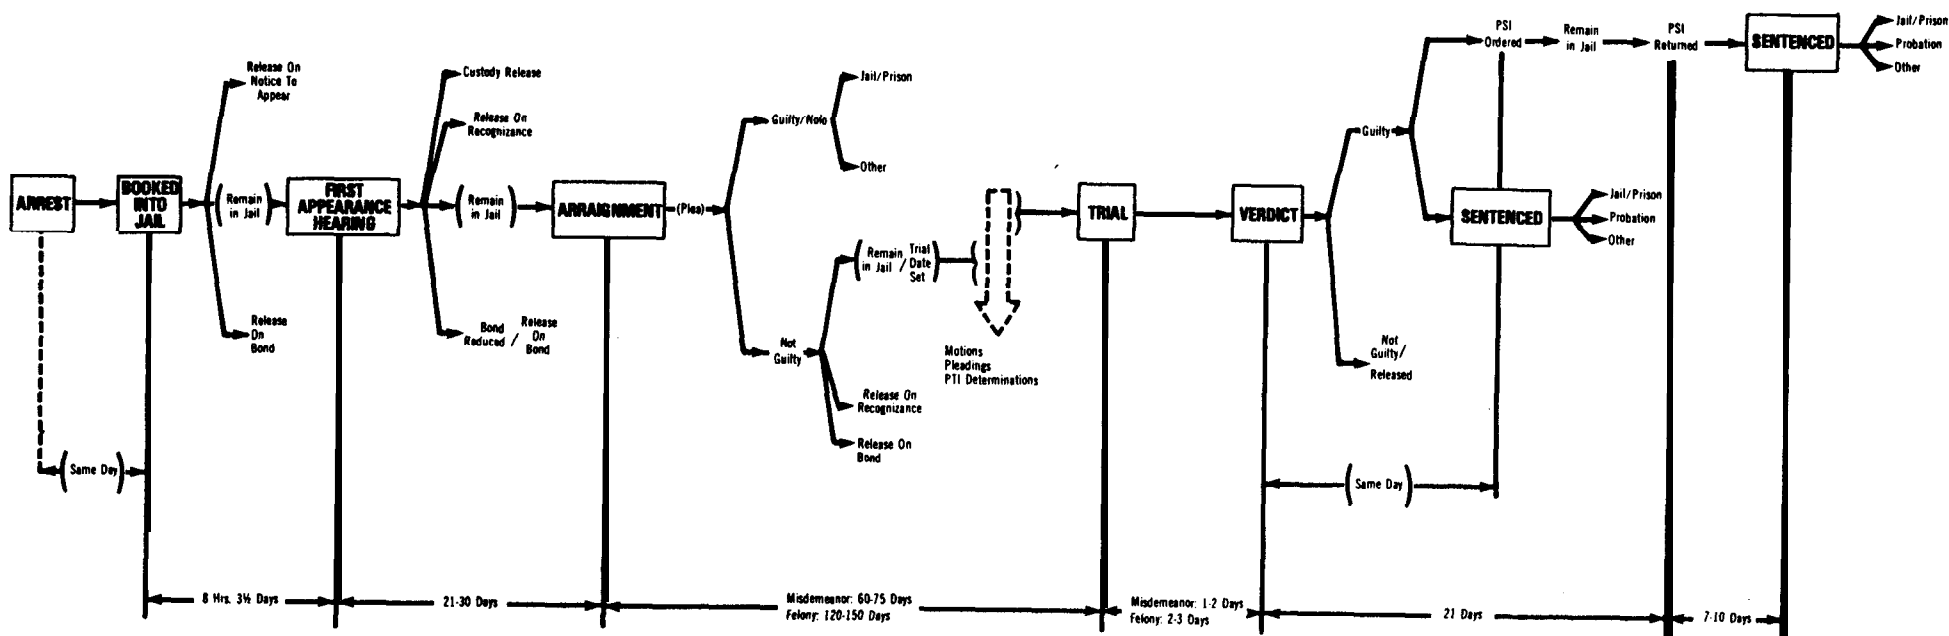 ARREST
BOOKED
INTO
JAIL
Release On
Notice To
Appear
(Remain
in Jail)
Release
On
Bond
FIRST
APPEARANCE
HEARING
Custody Release
Release On
Recognizance
(Remain
in Jail)
Bond Release
Reduced / On
Bond
ARRAIGNMENT
(Plea)
Guilty/Nolo
Jail/Prison
Other
Not
Guilty
(Remain Trial
in Jail / Date
Set)
Release On
Recognizance
Release On
Bond
Motions
Pleadings
PTI Determinations
TRIAL
VERDICT
Guilty
Not
Guilty/
Released
PSI
Ordered
Remain
in Jail
PSI
Returned
SENTENCED
Jail/Prison
Probation
Other
SENTENCED
Jail/Prison
Probation
Other
(Same Day)
(Same Day)
8 Hrs. 3½ Days
21-30 Days
Misdemeanor: 60-75 Days
Felony: 120-150 Days
Misdemeanor: 1-2 Days
Felony: 2-3 Days
21 Days
7-10 Days